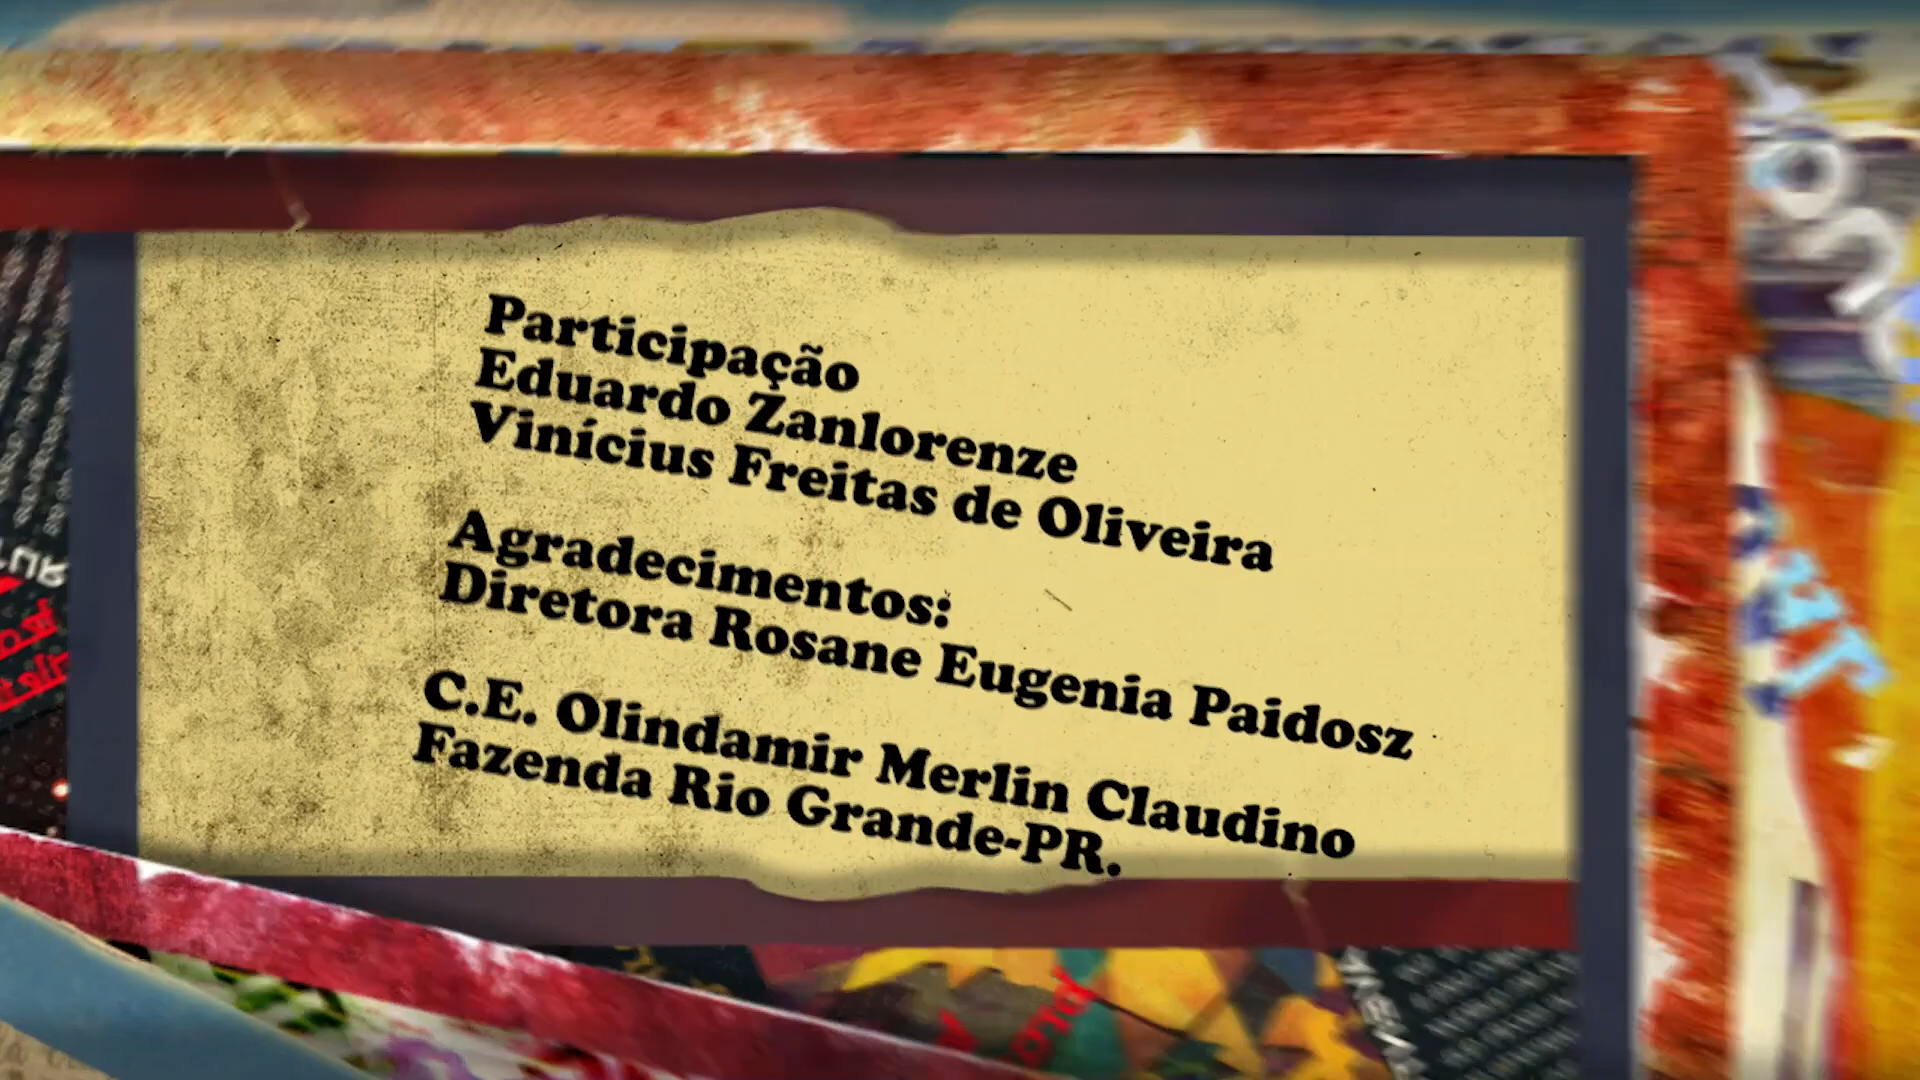 Participação
Eduardo Zanlorenze
Vinícius Freitas de Oliveira
Agradecimentos:
Diretora Rosane Eugenia Paidosz
C.E. Olindamir Merlin Claudino
Fazenda Rio Grande-PR.